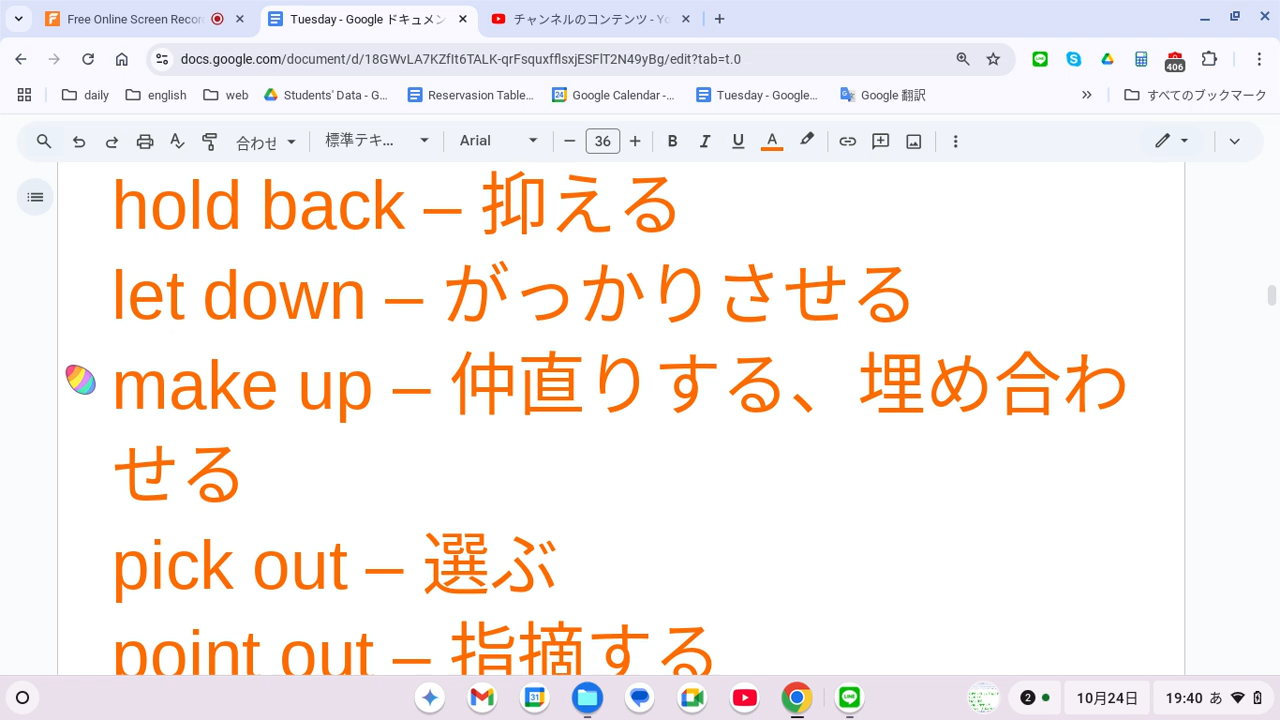 Free Online Screen Recor
Tuesday - Google ドキュメン
チャンネルのコンテンツ - Yo
docs.google.com/document/d/
edit?tab=t.0
406
daily
english
web
Students' Data - G...
Reservasion Table...
Google Calendar -...
Tuesday - Google...
Google 翻訳
すべてのブックマーク
合わせ
標準テキ...
Arial
36
B
I
U
A
hold back – 抑える
let down – がっかりさせる
make up – 仲直りする、埋め合わ
せる
pick out – 選ぶ
point out – 指摘する
31
2
10月24日
19:40
あ